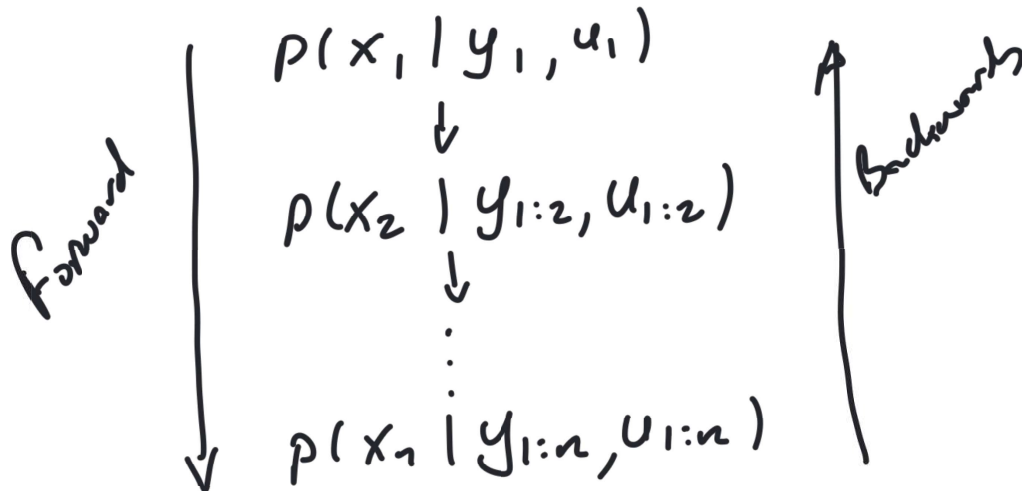 p(x₁ | y₁, u₁)
Backwards
Forward
p(x₂ | y₁:₂, u₁:₂)
p(xₙ | y₁:ₙ, u₁:ₙ)